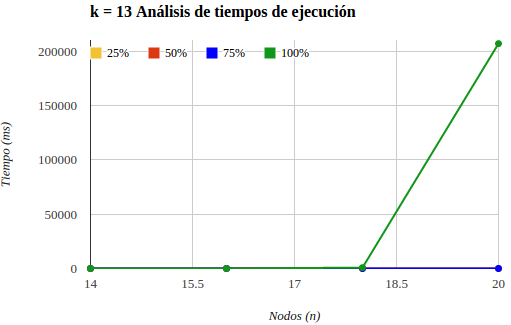 k = 13 Análisis de tiempos de ejecución
25% 50% 75% 100%
200000
150000
100000
50000
0
Tiempo (ms)
14 15.5 17 18.5 20
Nodos (n)